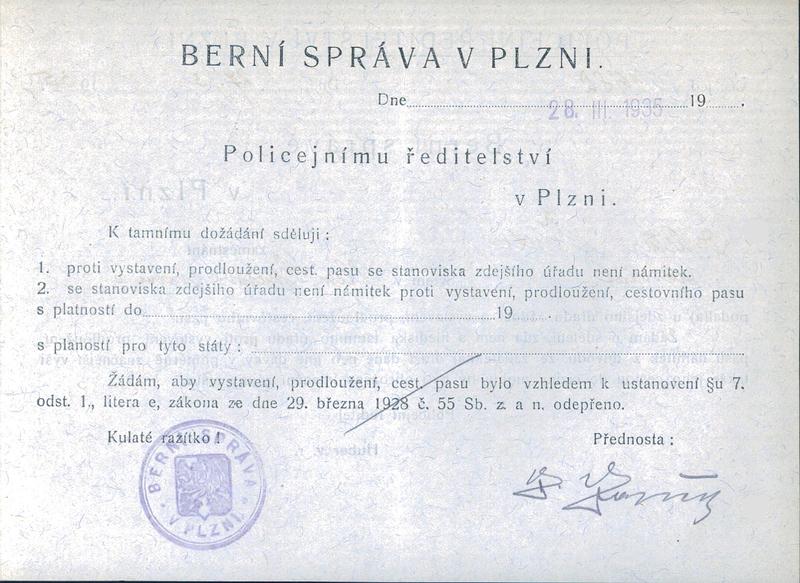 BERNÍ SPRÁVA V PLZNI.
Dne 28. III. 1935 19 .
Policejnímu ředitelství
v Plzni.
K tamnímu dožádání sděluji :
1. proti vystavení, prodloužení, cest. pasu se stanoviska zdejšího úřadu není námitek.
2. se stanoviska zdejšiho úřadu není námitek proti vystavení, prodloužení, cestovního pasu
s platností do 19 .
s plaností pro tyto státy :
Žádám, aby vystavení, prodloužení, cest. pasu bylo vzhledem k ustanovení §u 7.
odst. 1., litera e, zákona ze dne 29. března 1928 č. 55 Sb. z. a n. odepřeno.
Kulaté razítko ! Přednosta :
BERNÍ SPRÁVA
V PLZNI